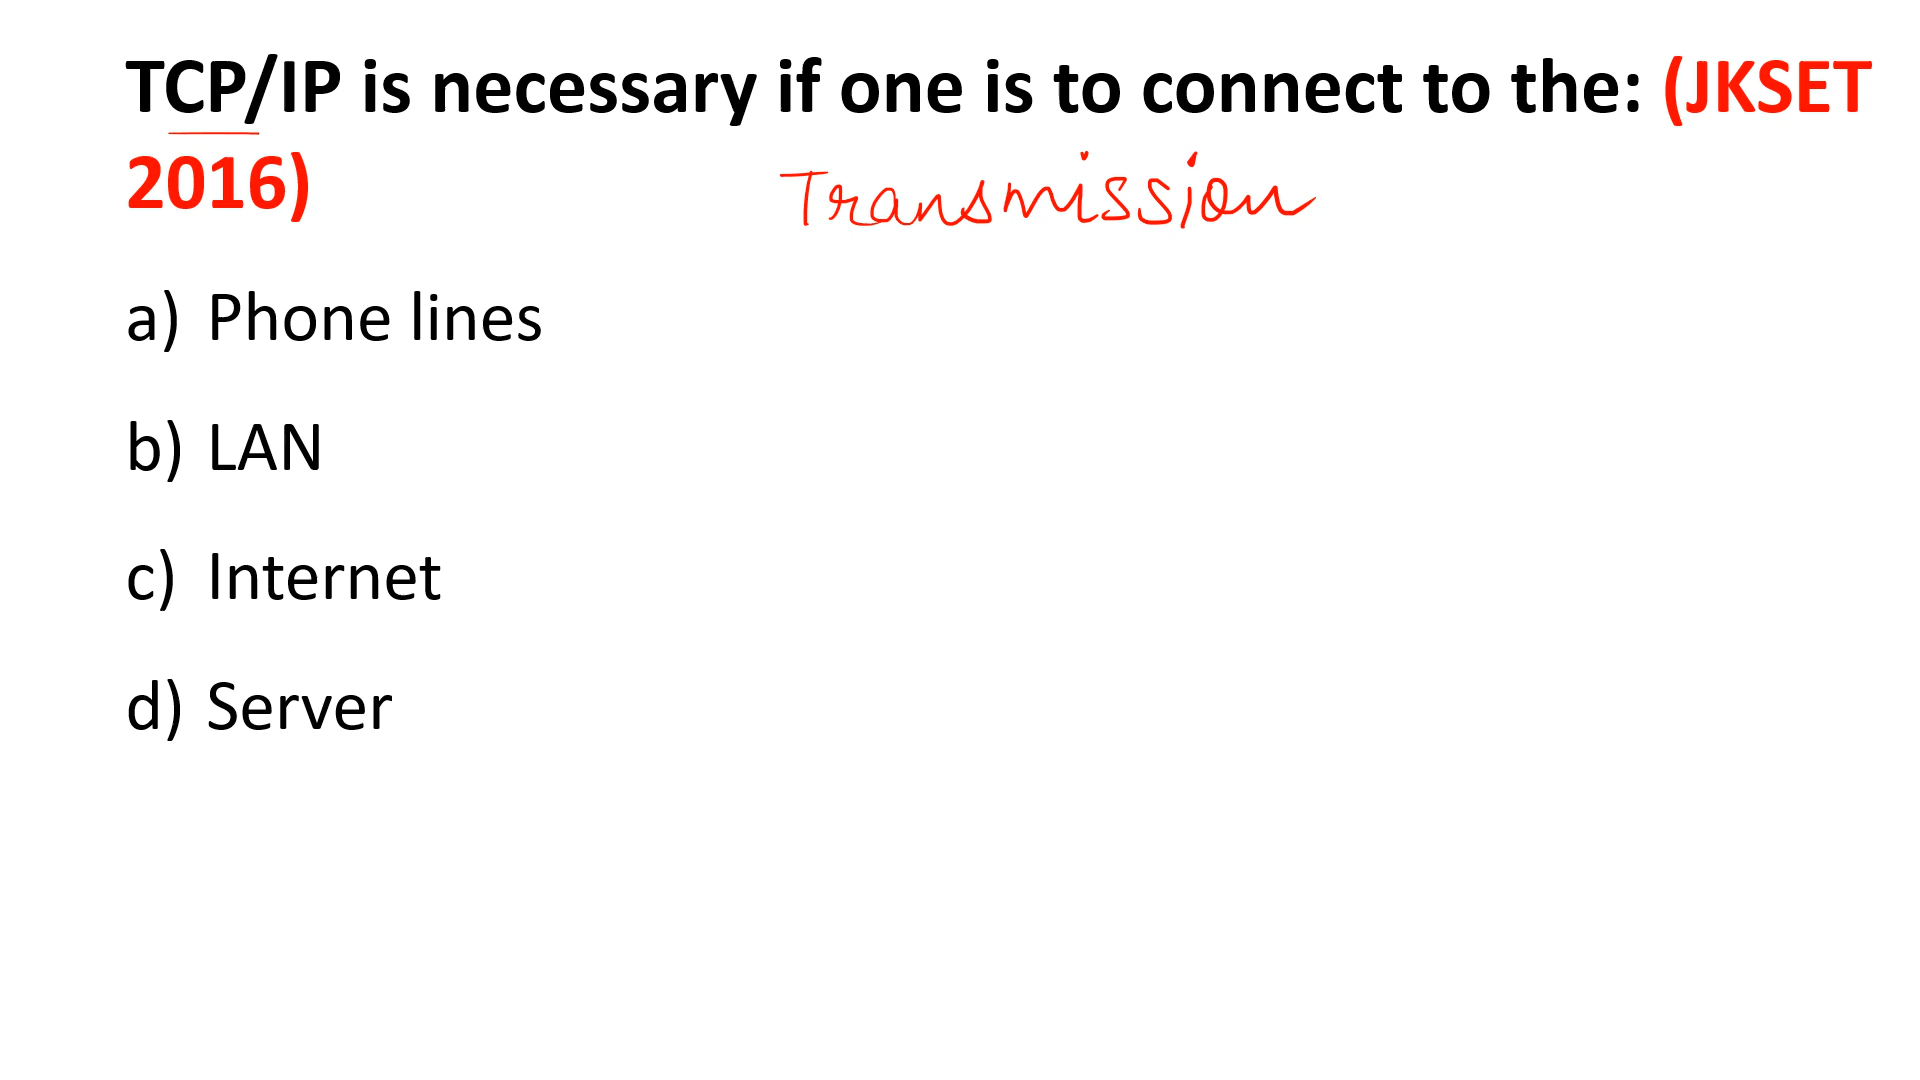 TCP/IP is necessary if one is to connect to the: (JKSET
2016)
Transmission
a) Phone lines
b) LAN
c) Internet
d) Server